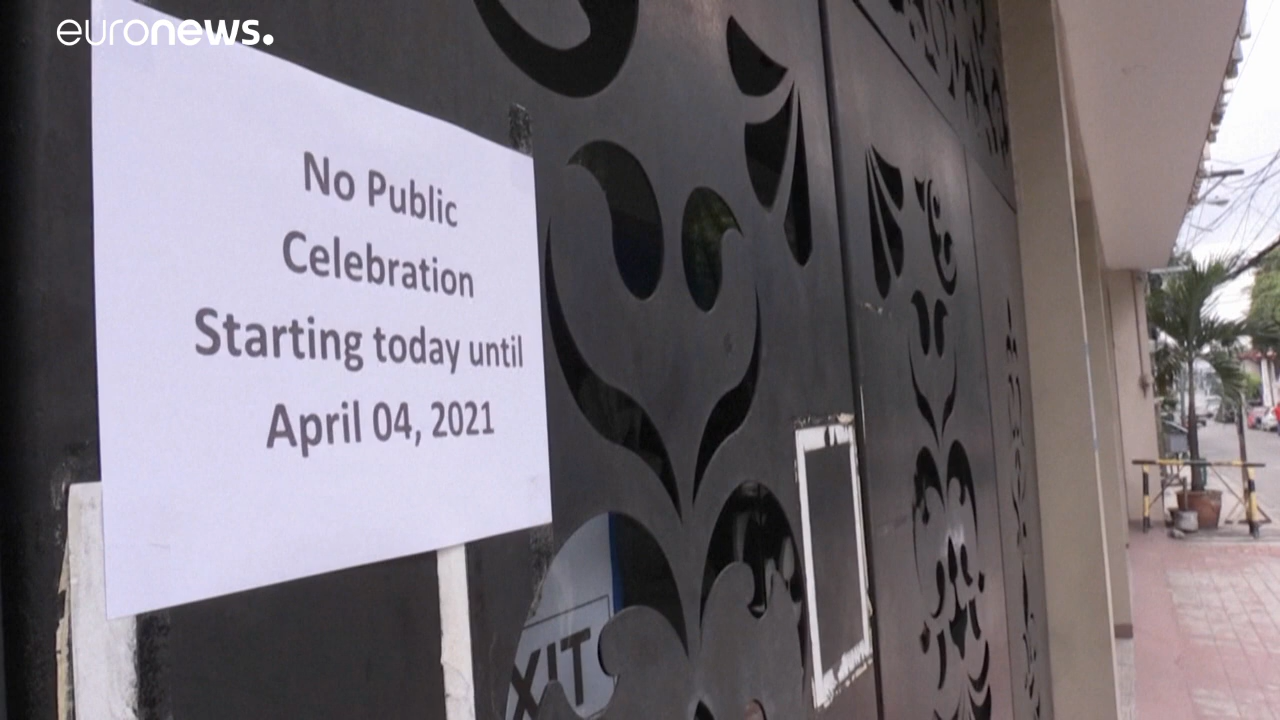 euronews.
No Public
Celebration
Starting today until
April 04, 2021
XIT